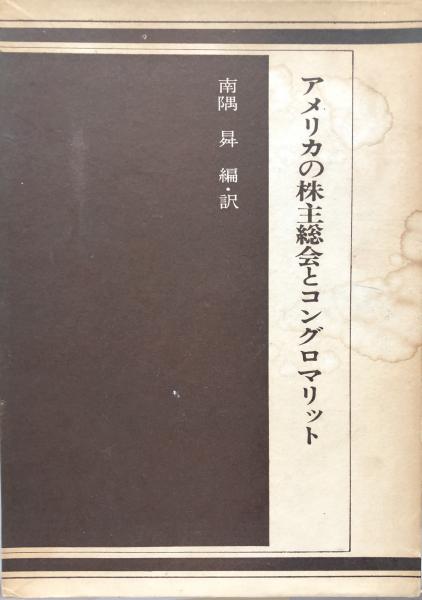 アメリカの株主総会とコングロマリット
南隅 昇 編・訳